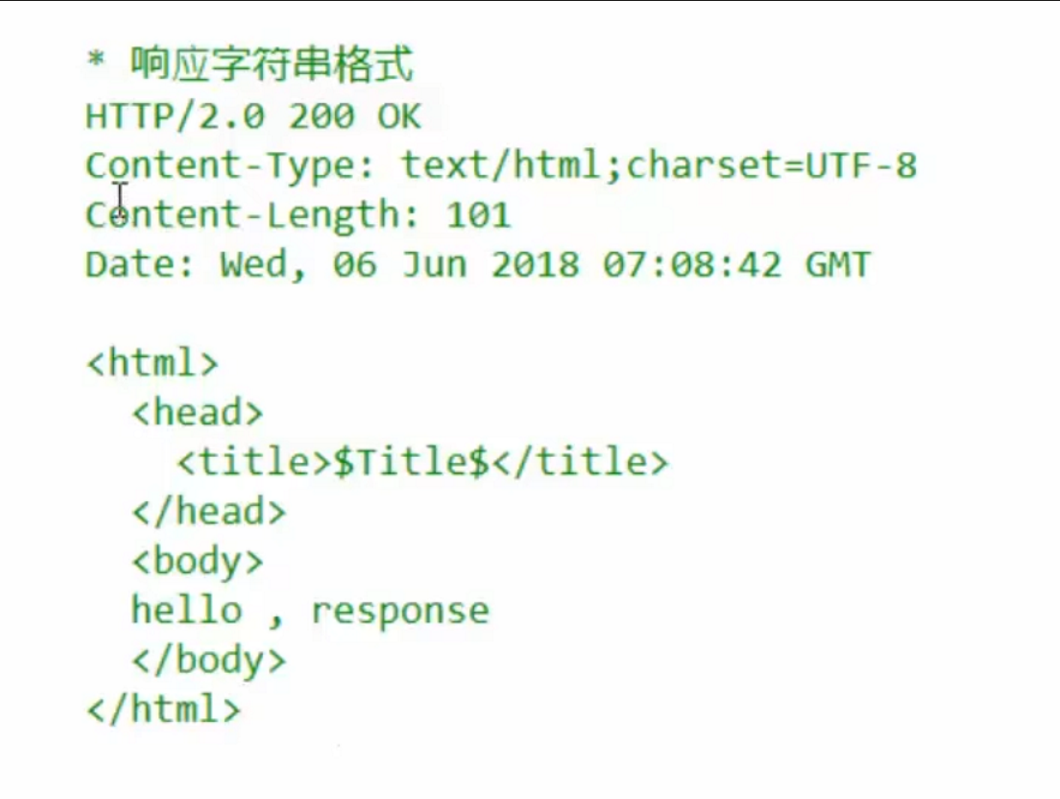 * 响应字符串格式
HTTP/2.0 200 OK
Content-Type: text/html;charset=UTF-8
Content-Length: 101
Date: Wed, 06 Jun 2018 07:08:42 GMT

<html>
  <head>
    <title>$Title$</title>
  </head>
  <body>
  hello , response
  </body>
</html>